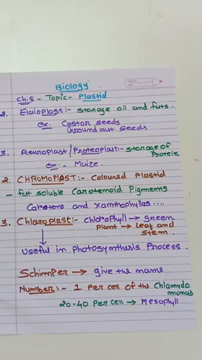 Biology
Ch.8 - Topic - Plastid
2. Elaioplast :- storage oil and fats.
ex. Castor seeds
Ground nut seeds
3. Aleuroplast / Proteoplast :- storage of
Protein
ex. - Maize
2. CHROMOPLAST :- Coloured Plastid
- fat soluble Carotenoid Pigments
Carotene and Xanthophylls....
3. Chloroplast :- chlorophyll → green
Plant → Leaf and
stem.
↓
useful in Photosynthesis Process.
Schimper → give the name
Number :- 1 Per cell of the Chlamydo
monas
20-40 Per cell → Mesophyll